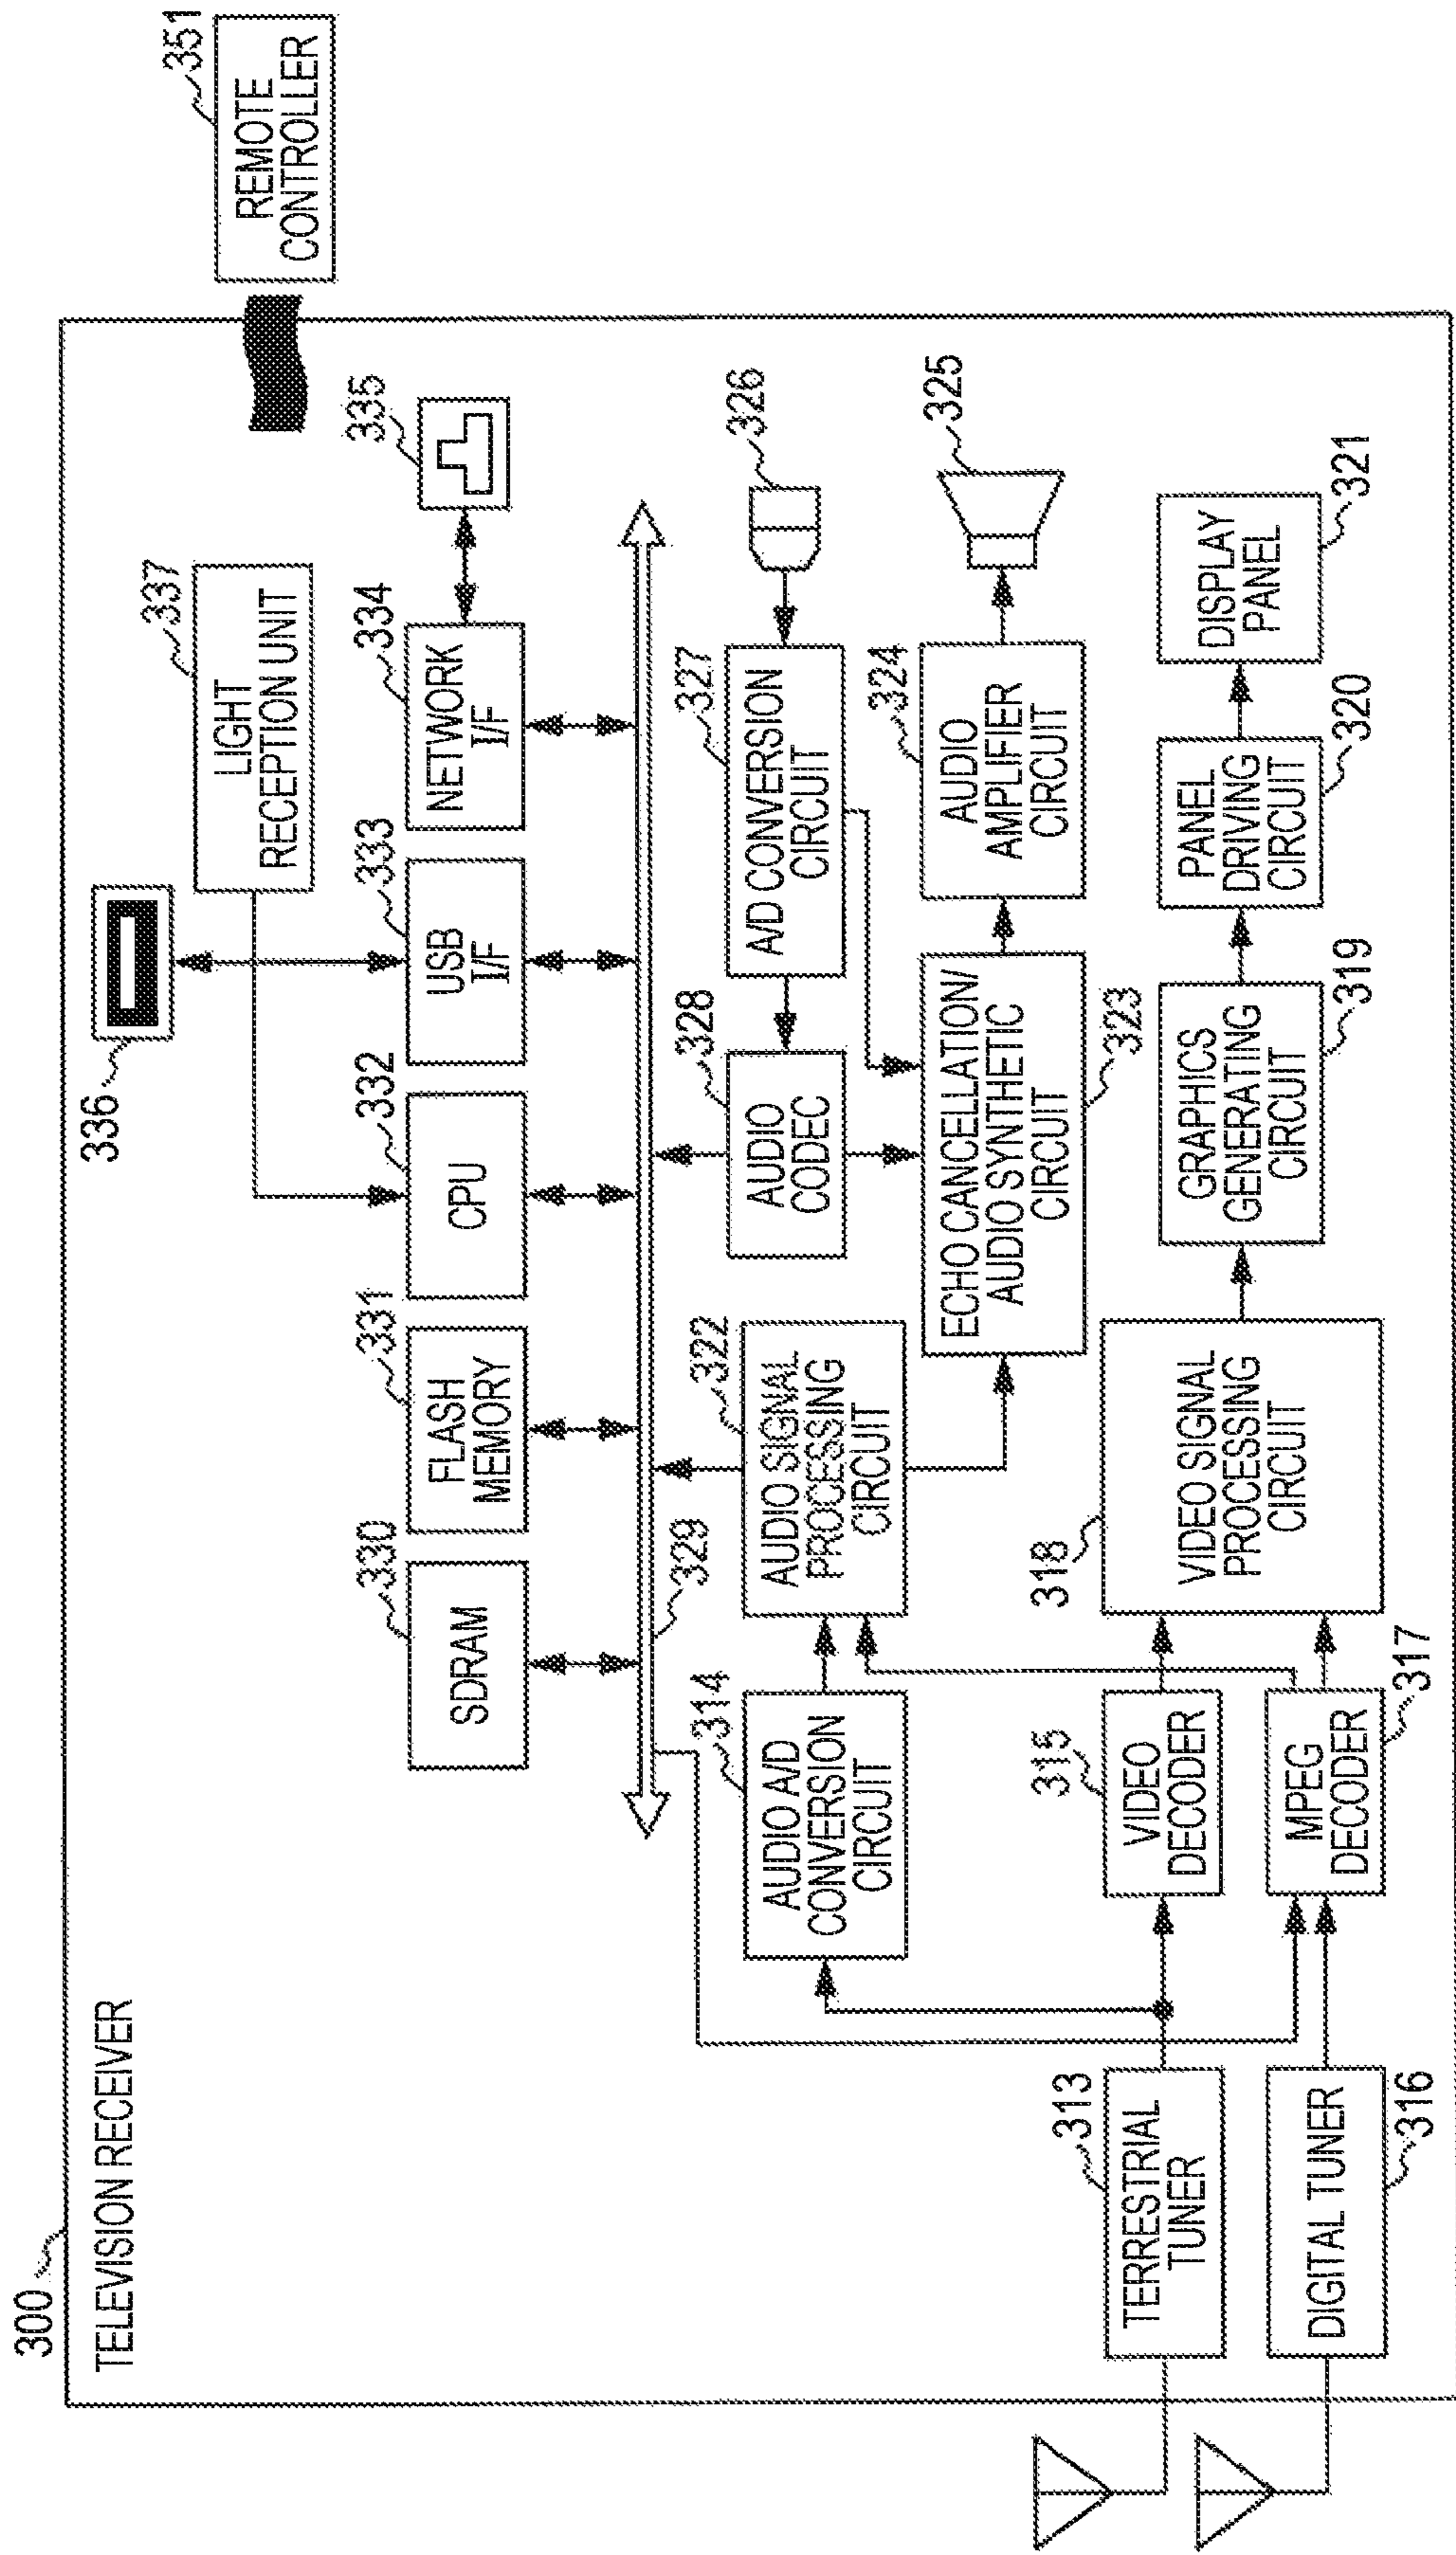 300
TELEVISION RECEIVER
351
REMOTE
CONTROLLER
336
337
LIGHT
RECEPTION UNIT
330
SDRAM
331
FLASH
MEMORY
332
CPU
333
USB
I/F
334
NETWORK
I/F
335
329
314
AUDIO A/D
CONVERSION
CIRCUIT
322
AUDIO SIGNAL
PROCESSING
CIRCUIT
328
AUDIO
CODEC
327
A/D CONVERSION
CIRCUIT
326
ECHO CANCELLATION/
AUDIO SYNTHETIC
CIRCUIT
323
324
AUDIO
AMPLIFIER
CIRCUIT
325
313
TERRESTRIAL
TUNER
315
VIDEO
DECODER
318
VIDEO SIGNAL
PROCESSING
CIRCUIT
GRAPHICS
GENERATING
CIRCUIT
319
PANEL
DRIVING
CIRCUIT
320
DISPLAY
PANEL
321
DIGITAL TUNER
316
MPEG
DECODER
317